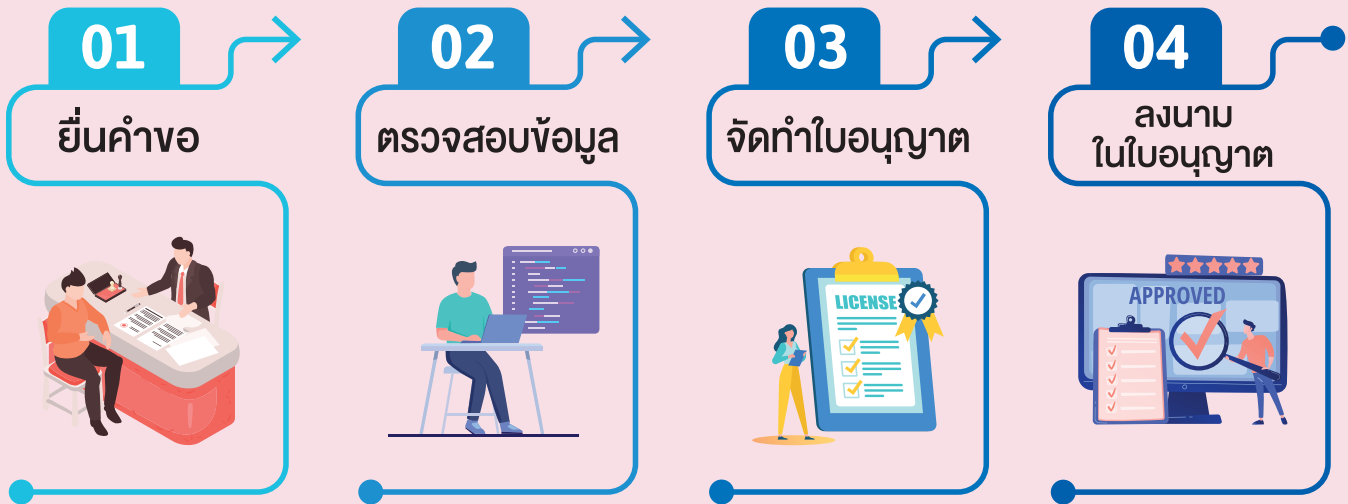 01
ยื่นคำขอ
02
ตรวจสอบข้อมูล
03
จัดทำใบอนุญาต
LICENSE
04
ลงนาม
ในใบอนุญาต
APPROVED